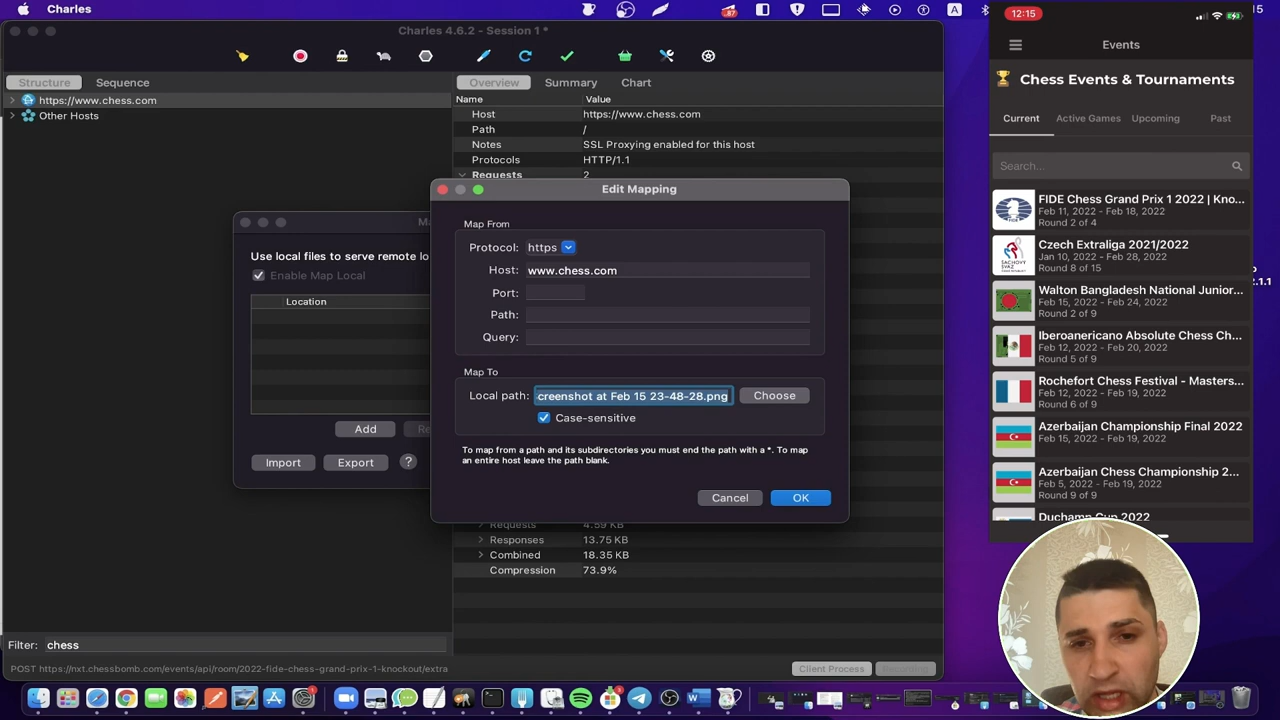 Charles
.87
A
15
Charles 4.6.2 - Session 1 *
Structure
Sequence
https://www.chess.com
Other Hosts
Overview
Summary
Chart
Name
Value
Host
https://www.chess.com
Path
/
Notes
SSL Proxying enabled for this host
Protocols
HTTP/1.1
Requests
2
Use local files to serve remote lo
Enable Map Local
Location
Add
Re
Import
Export
?
Edit Mapping
Map From
Protocol:
https
Host:
www.chess.com
Port:
Path:
Query:
Map To
Local path:
creenshot at Feb 15 23-48-28.png
Choose
Case-sensitive
To map from a path and its subdirectories you must end the path with a *. To map
an entire host leave the path blank.
Cancel
OK
Requests
4.59 KB
Responses
13.75 KB
Combined
18.35 KB
Compression
73.9%
Filter:
chess
POST https://nxt.chessbomb.com/events/api/room/2022-fide-chess-grand-prix-1-knockout/extra
Client Process
Recording
12:15
Events
Chess Events & Tournaments
Current
Active Games
Upcoming
Past
Search...
FIDE Chess Grand Prix 1 2022 | Kno...
Feb 11, 2022 - Feb 18, 2022
Round 2 of 4
SACHOVY
SVAZ
Czech Extraliga 2021/2022
Jan 10, 2022 - Feb 28, 2022
Round 8 of 15
Walton Bangladesh National Junior...
Feb 15, 2022 - Feb 24, 2022
Round 2 of 9
Iberoamericano Absolute Chess Ch...
Feb 12, 2022 - Feb 20, 2022
Round 5 of 9
Rochefort Chess Festival - Masters...
Feb 12, 2022 - Feb 19, 2022
Round 6 of 9
Azerbaijan Championship Final 2022
Feb 15, 2022 - Feb 19, 2022
Azerbaijan Chess Championship 2...
Feb 5, 2022 - Feb 19, 2022
Round 9 of 9
Duchamp Cup 2022
2.1.1